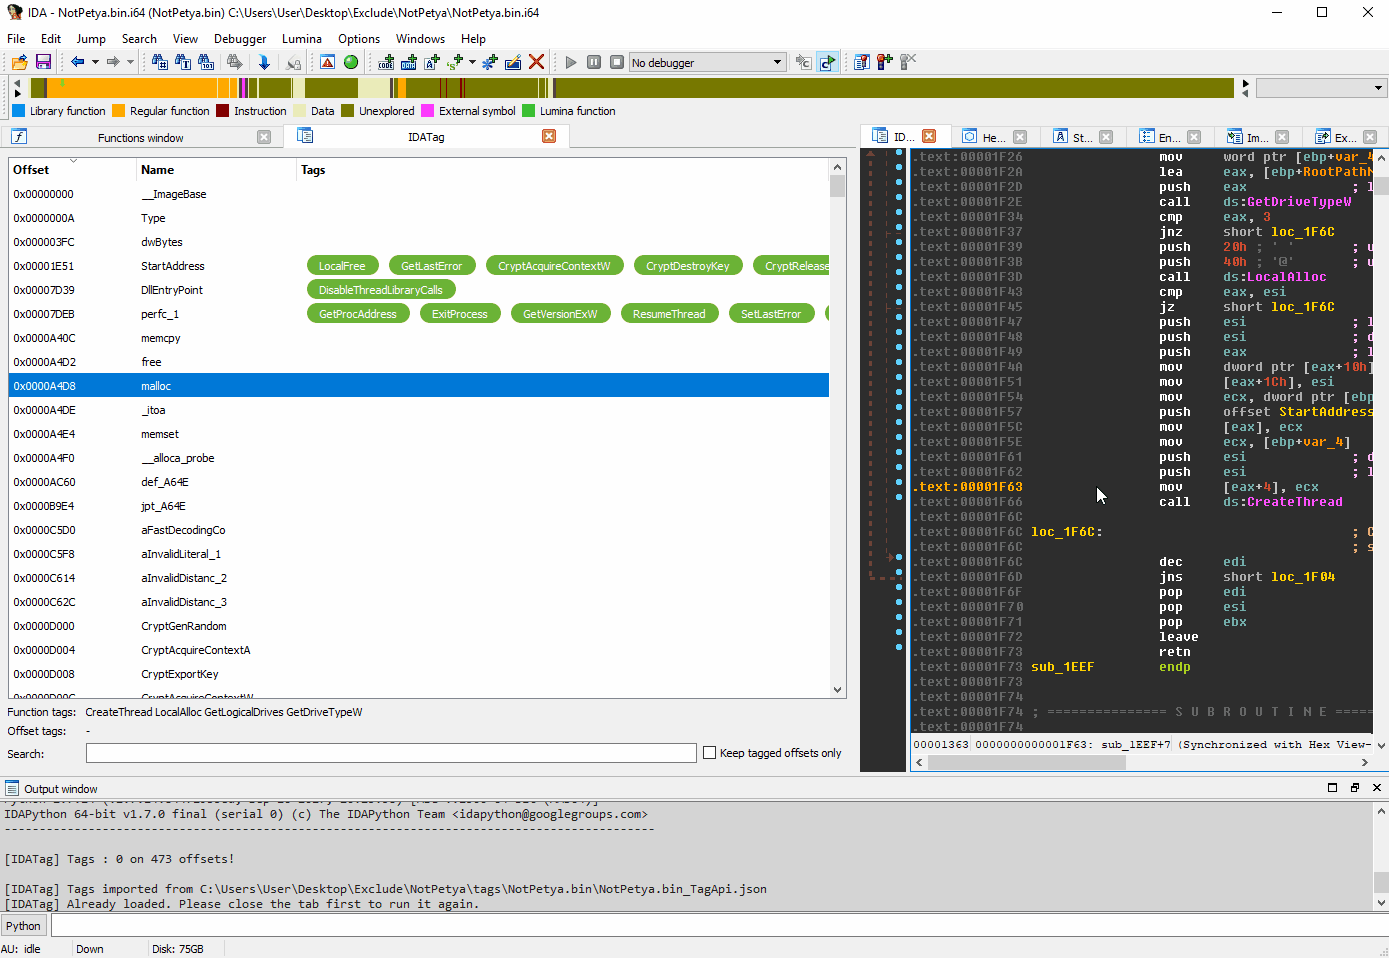 IDA - NotPetya.bin.i64 (NotPetya.bin) C:\Users\User\Desktop\Exclude\NotPetya\NotPetya.bin.i64
File Edit Jump Search View Debugger Lumina Options Windows Help
No debugger
Library function Regular function Instruction Data Unexplored External symbol Lumina function
Functions window IDATag
Offset Name Tags
0x00000000 __ImageBase
0x0000000A Type
0x000003FC dwBytes
0x00001E51 StartAddress LocalFree GetLastError CryptAcquireContextW CryptDestroyKey CryptRelease
0x00007D39 DllEntryPoint DisableThreadLibraryCalls
0x00007DEB perfc_1 GetProcAddress ExitProcess GetVersionExW ResumeThread SetLastError
0x0000A40C memcpy
0x0000A4D2 free
0x0000A4D8 malloc
0x0000A4DE _itoa
0x0000A4E4 memset
0x0000A4F0 __alloca_probe
0x0000AC60 def_A64E
0x0000B9E4 jpt_A64E
0x0000C5D0 aFastDecodingCo
0x0000C5F8 aInvalidLiteral_1
0x0000C614 aInvalidDistanc_2
0x0000C62C aInvalidDistanc_3
0x0000D000 CryptGenRandom
0x0000D004 CryptAcquireContextA
0x0000D008 CryptExportKey
0x0000D00C CryptAcquireContextW
Function tags: CreateThread LocalAlloc GetLogicalDrives GetDriveTypeW
Offset tags: -
Search: Keep tagged offsets only
ID... He... St... En... Im... Ex...
.text:00001F26 mov word ptr [ebp+var_4
.text:00001F2A lea eax, [ebp+RootPathN
.text:00001F2D push eax ; l
.text:00001F2E call ds:GetDriveTypeW
.text:00001F34 cmp eax, 3
.text:00001F37 jnz short loc_1F6C
.text:00001F39 push 20h ; ' ' ; u
.text:00001F3B push 40h ; '@' ; u
.text:00001F3D call ds:LocalAlloc
.text:00001F43 cmp eax, esi
.text:00001F45 jz short loc_1F6C
.text:00001F47 push esi ; l
.text:00001F48 push esi ; d
.text:00001F49 push eax ; l
.text:00001F4A mov dword ptr [eax+10h]
.text:00001F51 mov [eax+1Ch], esi
.text:00001F54 mov ecx, dword ptr [ebp
.text:00001F57 push offset StartAddress
.text:00001F5C mov [eax], ecx
.text:00001F5E mov ecx, [ebp+var_4]
.text:00001F61 push esi ; d
.text:00001F62 push esi ; l
.text:00001F63 mov [eax+4], ecx
.text:00001F66 call ds:CreateThread
.text:00001F6C
.text:00001F6C loc_1F6C: ; C
.text:00001F6C ; s
.text:00001F6C dec edi
.text:00001F6D jns short loc_1F04
.text:00001F6F pop edi
.text:00001F70 pop esi
.text:00001F71 pop ebx
.text:00001F72 leave
.text:00001F73 retn
.text:00001F73 sub_1EEF endp
.text:00001F73
.text:00001F74
.text:00001F74 ; =============== S U B R O U T I N E =====
.text:00001F74
00001363 0000000000001F63: sub_1EEF+7 (Synchronized with Hex View-
Output window
IDAPython 64-bit v1.7.0 final (serial 0) (c) The IDAPython Team <idapython@googlegroups.com>
---------------------------------------------------------------------------------------------
[IDATag] Tags : 0 on 473 offsets!
[IDATag] Tags imported from C:\Users\User\Desktop\Exclude\NotPetya\tags\NotPetya.bin\NotPetya.bin_TagApi.json
[IDATag] Already loaded. Please close the tab first to run it again.
Python
AU: idle Down Disk: 75GB